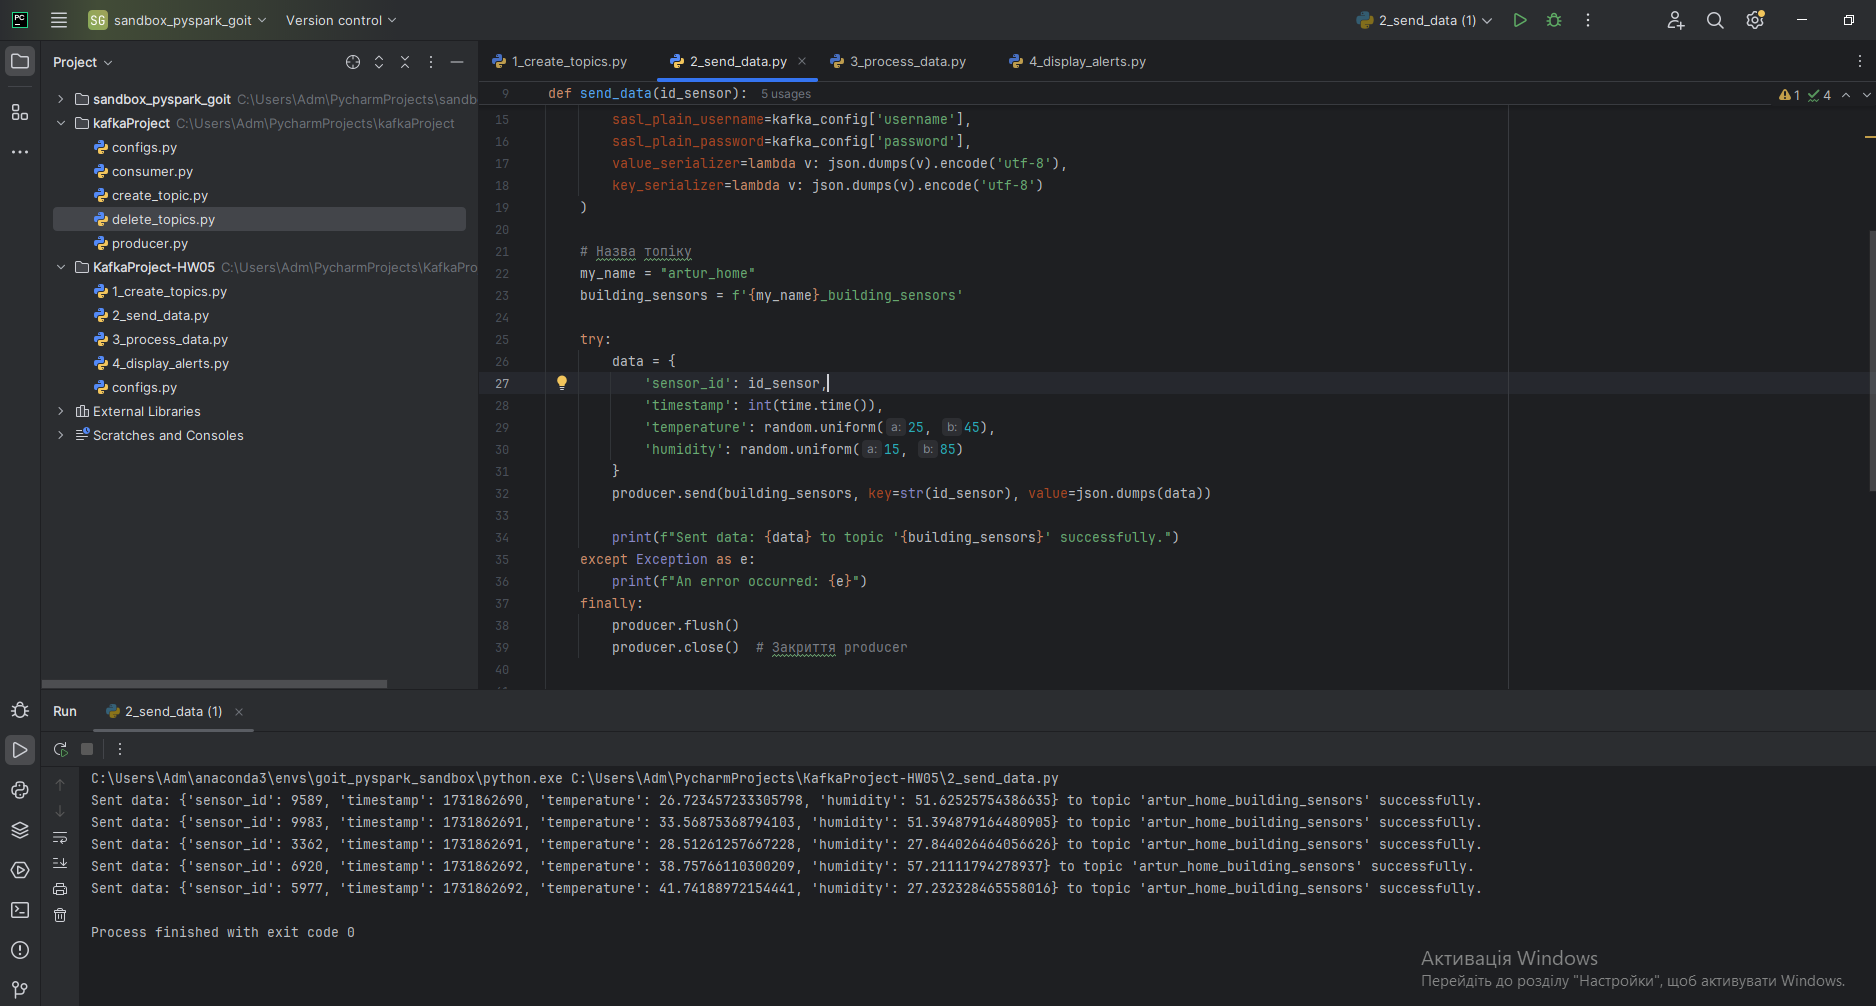 PC SG sandbox_pyspark_goit Version control 2_send_data (1)
Project
sandbox_pyspark_goit C:\Users\Adm\PycharmProjects\sandb
kafkaProject C:\Users\Adm\PycharmProjects\kafkaProject
configs.py
consumer.py
create_topic.py
delete_topics.py
producer.py
KafkaProject-HW05 C:\Users\Adm\PycharmProjects\KafkaPro
1_create_topics.py
2_send_data.py
3_process_data.py
4_display_alerts.py
configs.py
External Libraries
Scratches and Consoles
1_create_topics.py 2_send_data.py 3_process_data.py 4_display_alerts.py
9 def send_data(id_sensor): 5 usages 1 4
15 sasl_plain_username=kafka_config['username'],
16 sasl_plain_password=kafka_config['password'],
17 value_serializer=lambda v: json.dumps(v).encode('utf-8'),
18 key_serializer=lambda v: json.dumps(v).encode('utf-8')
19 )
20
21 # Назва топіку
22 my_name = "artur_home"
23 building_sensors = f'{my_name}_building_sensors'
24
25 try:
26 data = {
27 'sensor_id': id_sensor,
28 'timestamp': int(time.time()),
29 'temperature': random.uniform( a: 25, b: 45),
30 'humidity': random.uniform( a: 15, b: 85)
31 }
32 producer.send(building_sensors, key=str(id_sensor), value=json.dumps(data))
33
34 print(f"Sent data: {data} to topic '{building_sensors}' successfully.")
35 except Exception as e:
36 print(f"An error occurred: {e}")
37 finally:
38 producer.flush()
39 producer.close() # Закриття producer
40
Run 2_send_data (1)
C:\Users\Adm\anaconda3\envs\goit_pyspark_sandbox\python.exe C:\Users\Adm\PycharmProjects\KafkaProject-HW05\2_send_data.py
Sent data: {'sensor_id': 9589, 'timestamp': 1731862690, 'temperature': 26.723457233305798, 'humidity': 51.62525754386635} to topic 'artur_home_building_sensors' successfully.
Sent data: {'sensor_id': 9983, 'timestamp': 1731862691, 'temperature': 33.56875368794103, 'humidity': 51.394879164480905} to topic 'artur_home_building_sensors' successfully.
Sent data: {'sensor_id': 3362, 'timestamp': 1731862691, 'temperature': 28.51261257667228, 'humidity': 27.844026464056626} to topic 'artur_home_building_sensors' successfully.
Sent data: {'sensor_id': 6920, 'timestamp': 1731862692, 'temperature': 38.75766110300209, 'humidity': 57.21111794278937} to topic 'artur_home_building_sensors' successfully.
Sent data: {'sensor_id': 5977, 'timestamp': 1731862692, 'temperature': 41.74188972154441, 'humidity': 27.232328465558016} to topic 'artur_home_building_sensors' successfully.
Process finished with exit code 0
Активація Windows
Перейдіть до розділу "Настройки", щоб активувати Windows.